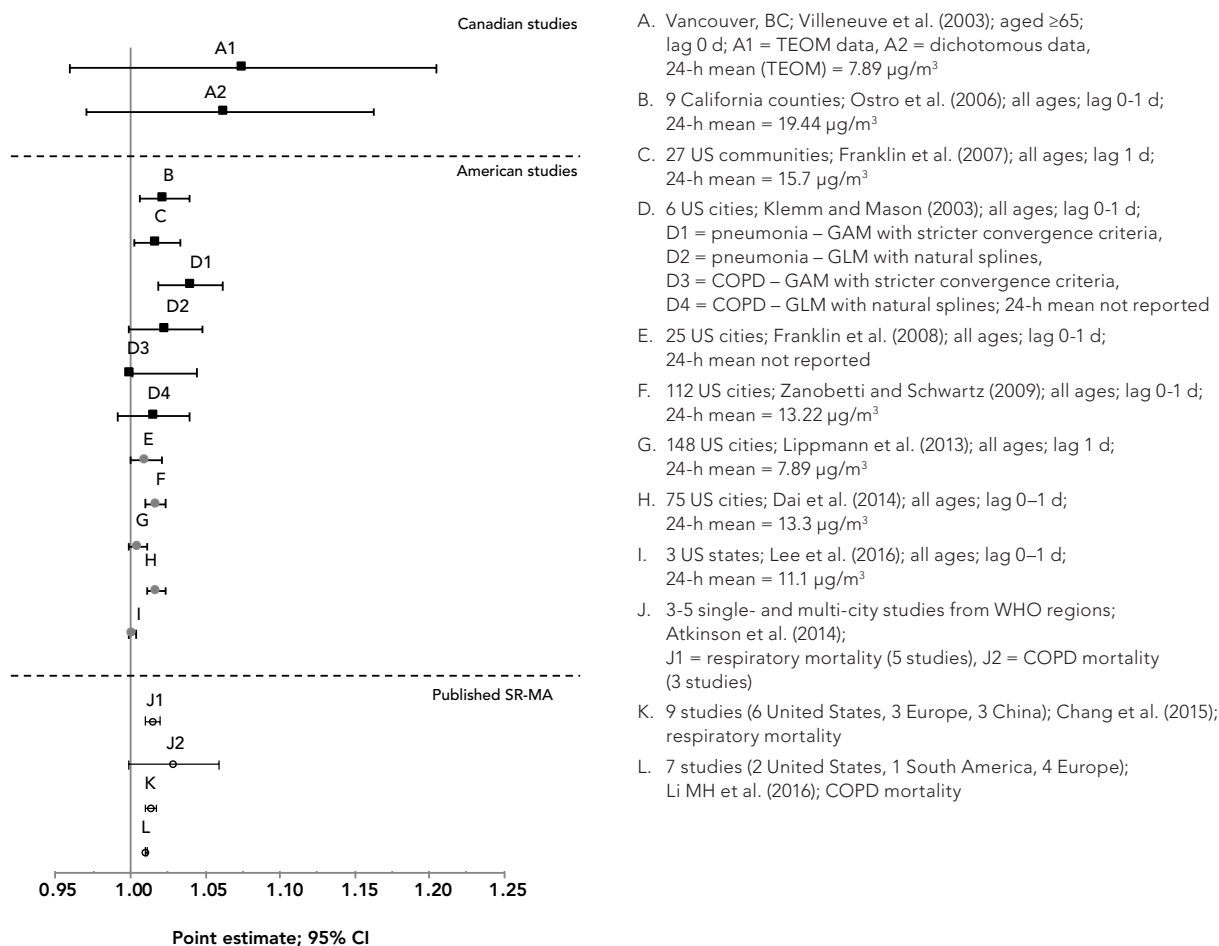 Canadian studies
A1
A2
American studies
B
C
D1
D2
D3
D4
E
F
G
H
I
Published SR-MA
J1
J2
K
L
0.95 1.00 1.05 1.10 1.15 1.20 1.25
Point estimate; 95% CI
A. Vancouver, BC; Villeneuve et al. (2003); aged ≥65;
lag 0 d; A1 = TEOM data, A2 = dichotomous data,
24-h mean (TEOM) = 7.89 µg/m³
B. 9 California counties; Ostro et al. (2006); all ages; lag 0-1 d;
24-h mean = 19.44 µg/m³
C. 27 US communities; Franklin et al. (2007); all ages; lag 1 d;
24-h mean = 15.7 µg/m³
D. 6 US cities; Klemm and Mason (2003); all ages; lag 0-1 d;
D1 = pneumonia – GAM with stricter convergence criteria,
D2 = pneumonia – GLM with natural splines,
D3 = COPD – GAM with stricter convergence criteria,
D4 = COPD – GLM with natural splines; 24-h mean not reported
E. 25 US cities; Franklin et al. (2008); all ages; lag 0-1 d;
24-h mean not reported
F. 112 US cities; Zanobetti and Schwartz (2009); all ages; lag 0-1 d;
24-h mean = 13.22 µg/m³
G. 148 US cities; Lippmann et al. (2013); all ages; lag 1 d;
24-h mean = 7.89 µg/m³
H. 75 US cities; Dai et al. (2014); all ages; lag 0–1 d;
24-h mean = 13.3 µg/m³
I. 3 US states; Lee et al. (2016); all ages; lag 0–1 d;
24-h mean = 11.1 µg/m³
J. 3-5 single- and multi-city studies from WHO regions;
Atkinson et al. (2014);
J1 = respiratory mortality (5 studies), J2 = COPD mortality
(3 studies)
K. 9 studies (6 United States, 3 Europe, 3 China); Chang et al. (2015);
respiratory mortality
L. 7 studies (2 United States, 1 South America, 4 Europe);
Li MH et al. (2016); COPD mortality